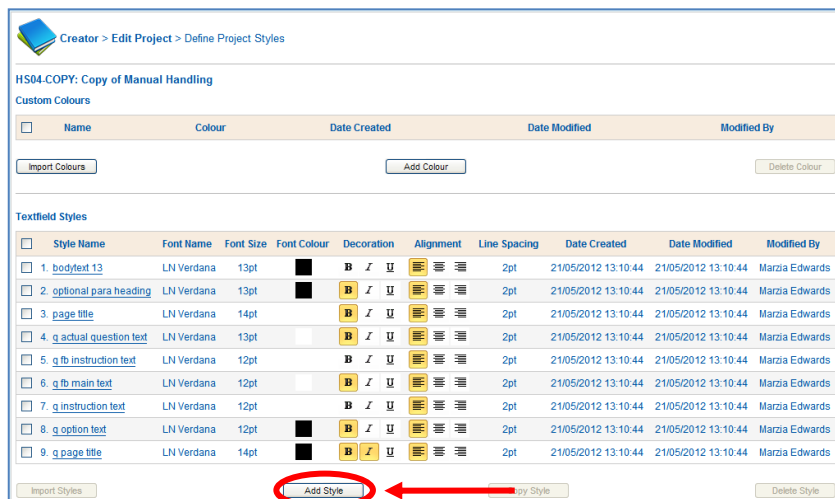 Creator > Edit Project > Define Project Styles
HS04-COPY: Copy of Manual Handling
Custom Colours
Name Colour Date Created Date Modified Modified By
Import Colours Add Colour Delete Colour
Textfield Styles
Style Name Font Name Font Size Font Colour Decoration Alignment Line Spacing Date Created Date Modified Modified By
1. bodytext 13 LN Verdana 13pt B I U 2pt 21/05/2012 13:10:44 21/05/2012 13:10:44 Marzia Edwards
2. optional para heading LN Verdana 13pt B I U 2pt 21/05/2012 13:10:44 21/05/2012 13:10:44 Marzia Edwards
3. page title LN Verdana 14pt B I U 2pt 21/05/2012 13:10:44 21/05/2012 13:10:44 Marzia Edwards
4. q actual question text LN Verdana 13pt B I U 2pt 21/05/2012 13:10:44 21/05/2012 13:10:44 Marzia Edwards
5. q fb instruction text LN Verdana 12pt B I U 2pt 21/05/2012 13:10:44 21/05/2012 13:10:44 Marzia Edwards
6. q fb main text LN Verdana 12pt B I U 2pt 21/05/2012 13:10:44 21/05/2012 13:10:44 Marzia Edwards
7. q instruction text LN Verdana 12pt B I U 2pt 21/05/2012 13:10:44 21/05/2012 13:10:44 Marzia Edwards
8. q option text LN Verdana 12pt B I U 2pt 21/05/2012 13:10:44 21/05/2012 13:10:44 Marzia Edwards
9. q page title LN Verdana 14pt B I U 2pt 21/05/2012 13:10:44 21/05/2012 13:10:44 Marzia Edwards
Import Styles Add Style Style Delete Style